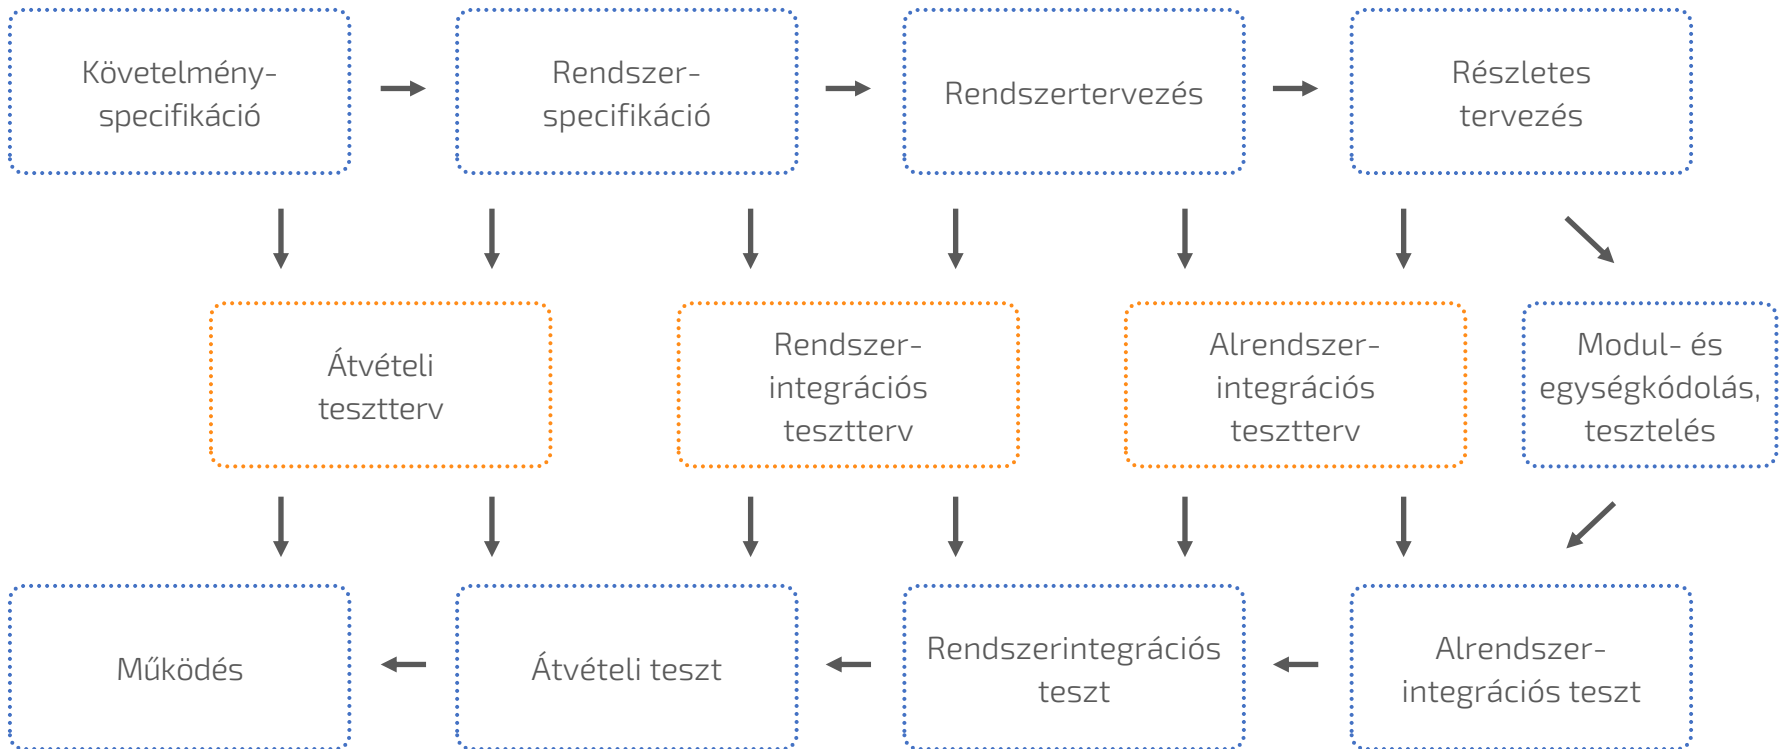 Követelmény-
specifikáció
Rendszer-
specifikáció
Rendszertervezés
Részletes
tervezés
Átvételi
tesztterv
Rendszer-
integrációs
tesztterv
Alrendszer-
integrációs
tesztterv
Modul- és
egységkódolás,
tesztelés
Működés
Átvételi teszt
Rendszerintegrációs
teszt
Alrendszer-
integrációs teszt